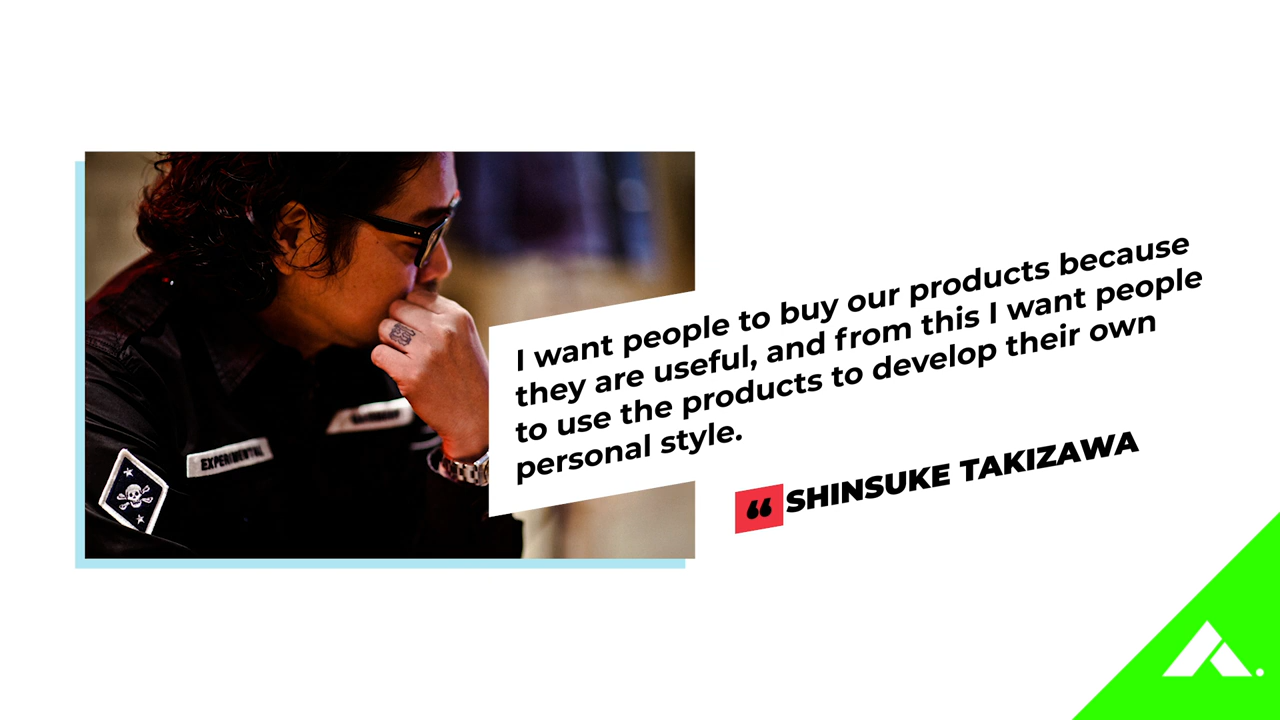 I want people to buy our products because
they are useful, and from this I want people
to use the products to develop their own
personal style.
❝ SHINSUKE TAKIZAWA
EXPERIMENTAL